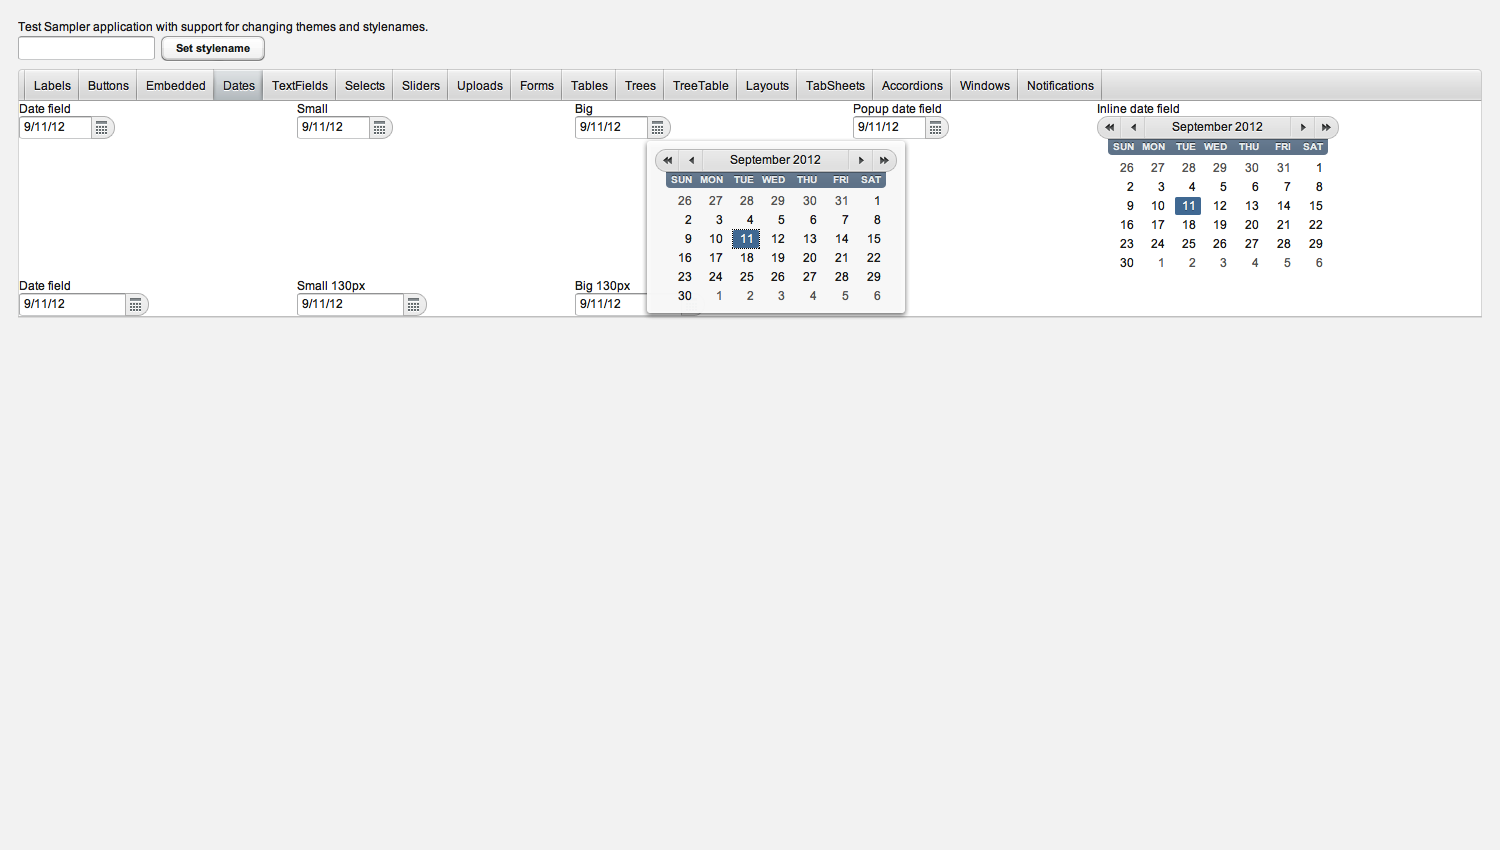 Test Sampler application with support for changing themes and stylenames.
Set stylename
Labels Buttons Embedded Dates TextFields Selects Sliders Uploads Forms Tables Trees TreeTable Layouts TabSheets Accordions Windows Notifications
Date field Small Big Popup date field Inline date field
9/11/12 9/11/12 9/11/12 9/11/12 September 2012
SUN MON TUE WED THU FRI SAT
26 27 28 29 30 31 1
2 3 4 5 6 7 8
9 10 11 12 13 14 15
16 17 18 19 20 21 22
23 24 25 26 27 28 29
30 1 2 3 4 5 6
September 2012
SUN MON TUE WED THU FRI SAT
26 27 28 29 30 31 1
2 3 4 5 6 7 8
9 10 11 12 13 14 15
16 17 18 19 20 21 22
23 24 25 26 27 28 29
30 1 2 3 4 5 6
Date field Small 130px Big 130px
9/11/12 9/11/12 9/11/12